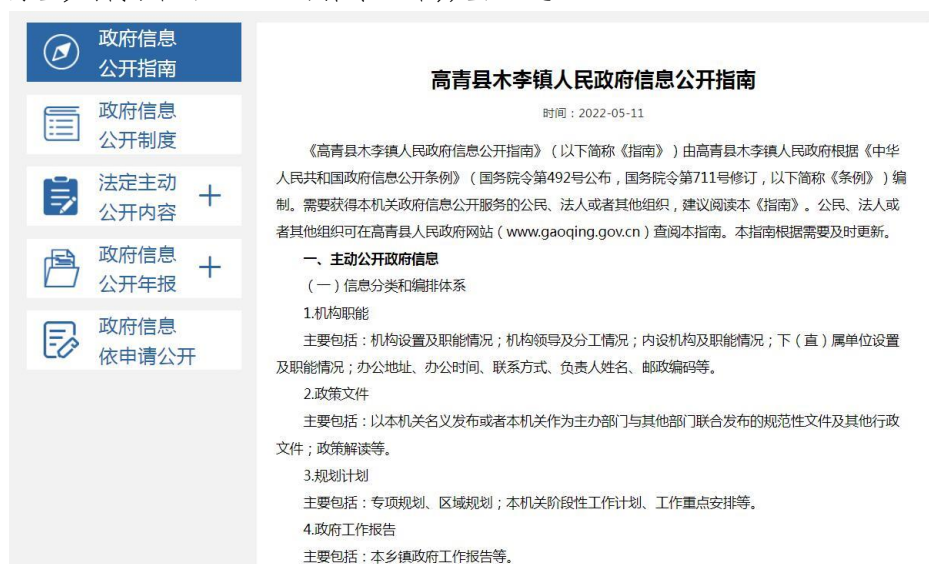 政府信息
公开指南
政府信息
公开制度
法定主动
公开内容
政府信息
公开年报
政府信息
依申请公开
高青县木李镇人民政府信息公开指南
时间：2022-05-11
《高青县木李镇人民政府信息公开指南》（以下简称《指南》）由高青县木李镇人民政府根据《中华
人民共和国政府信息公开条例》（国务院令第492号公布，国务院令第711号修订，以下简称《条例》）编
制。需要获得本机关政府信息公开服务的公民、法人或者其他组织，建议阅读本《指南》。公民、法人或
者其他组织可在高青县人民政府网站（www.gaoqing.gov.cn）查阅本指南。本指南根据需要及时更新。
一、主动公开政府信息
（一）信息分类和编排体系
1.机构职能
主要包括：机构设置及职能情况；机构领导及分工情况；内设机构及职能情况；下（直）属单位设置
及职能情况；办公地址、办公时间、联系方式、负责人姓名、邮政编码等。
2.政策文件
主要包括：以本机关名义发布或者本机关作为主办部门与其他部门联合发布的规范性文件及其他行政
文件；政策解读等。
3.规划计划
主要包括：专项规划、区域规划；本机关阶段性工作计划、工作重点安排等。
4.政府工作报告
主要包括：本乡镇政府工作报告等。